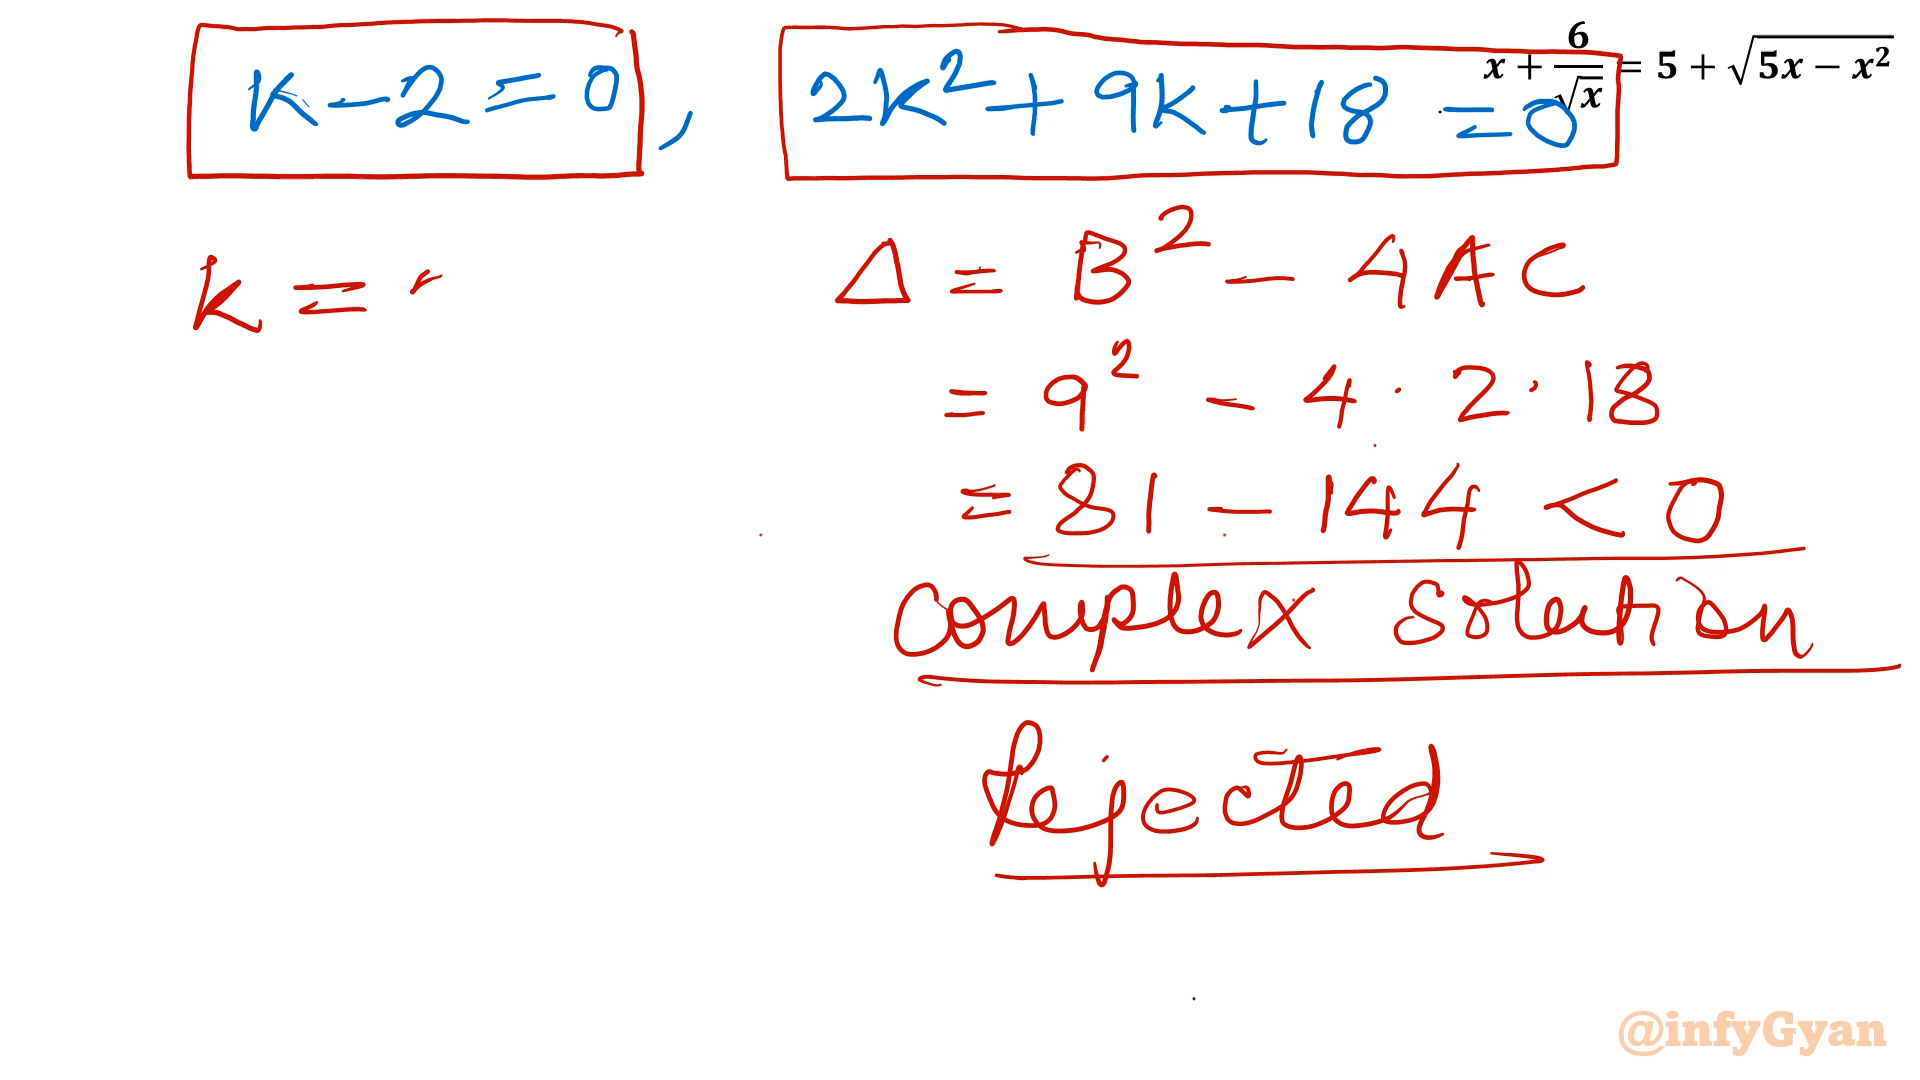 k - 2 = 0 , 2k² + 9k + 18 = 0
x + 6/√x = 5 + √(5x − x²)
k =
Δ = B² - 4AC
= 9² - 4 · 2 · 18
= 81 - 144 < 0
complex solution
Rejected
@infyGyan